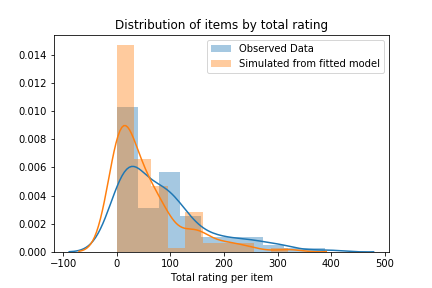 Distribution of items by total rating
Observed Data
Simulated from fitted model
0.014
0.012
0.010
0.008
0.006
0.004
0.002
0.000
−100 0 100 200 300 400 500
Total rating per item